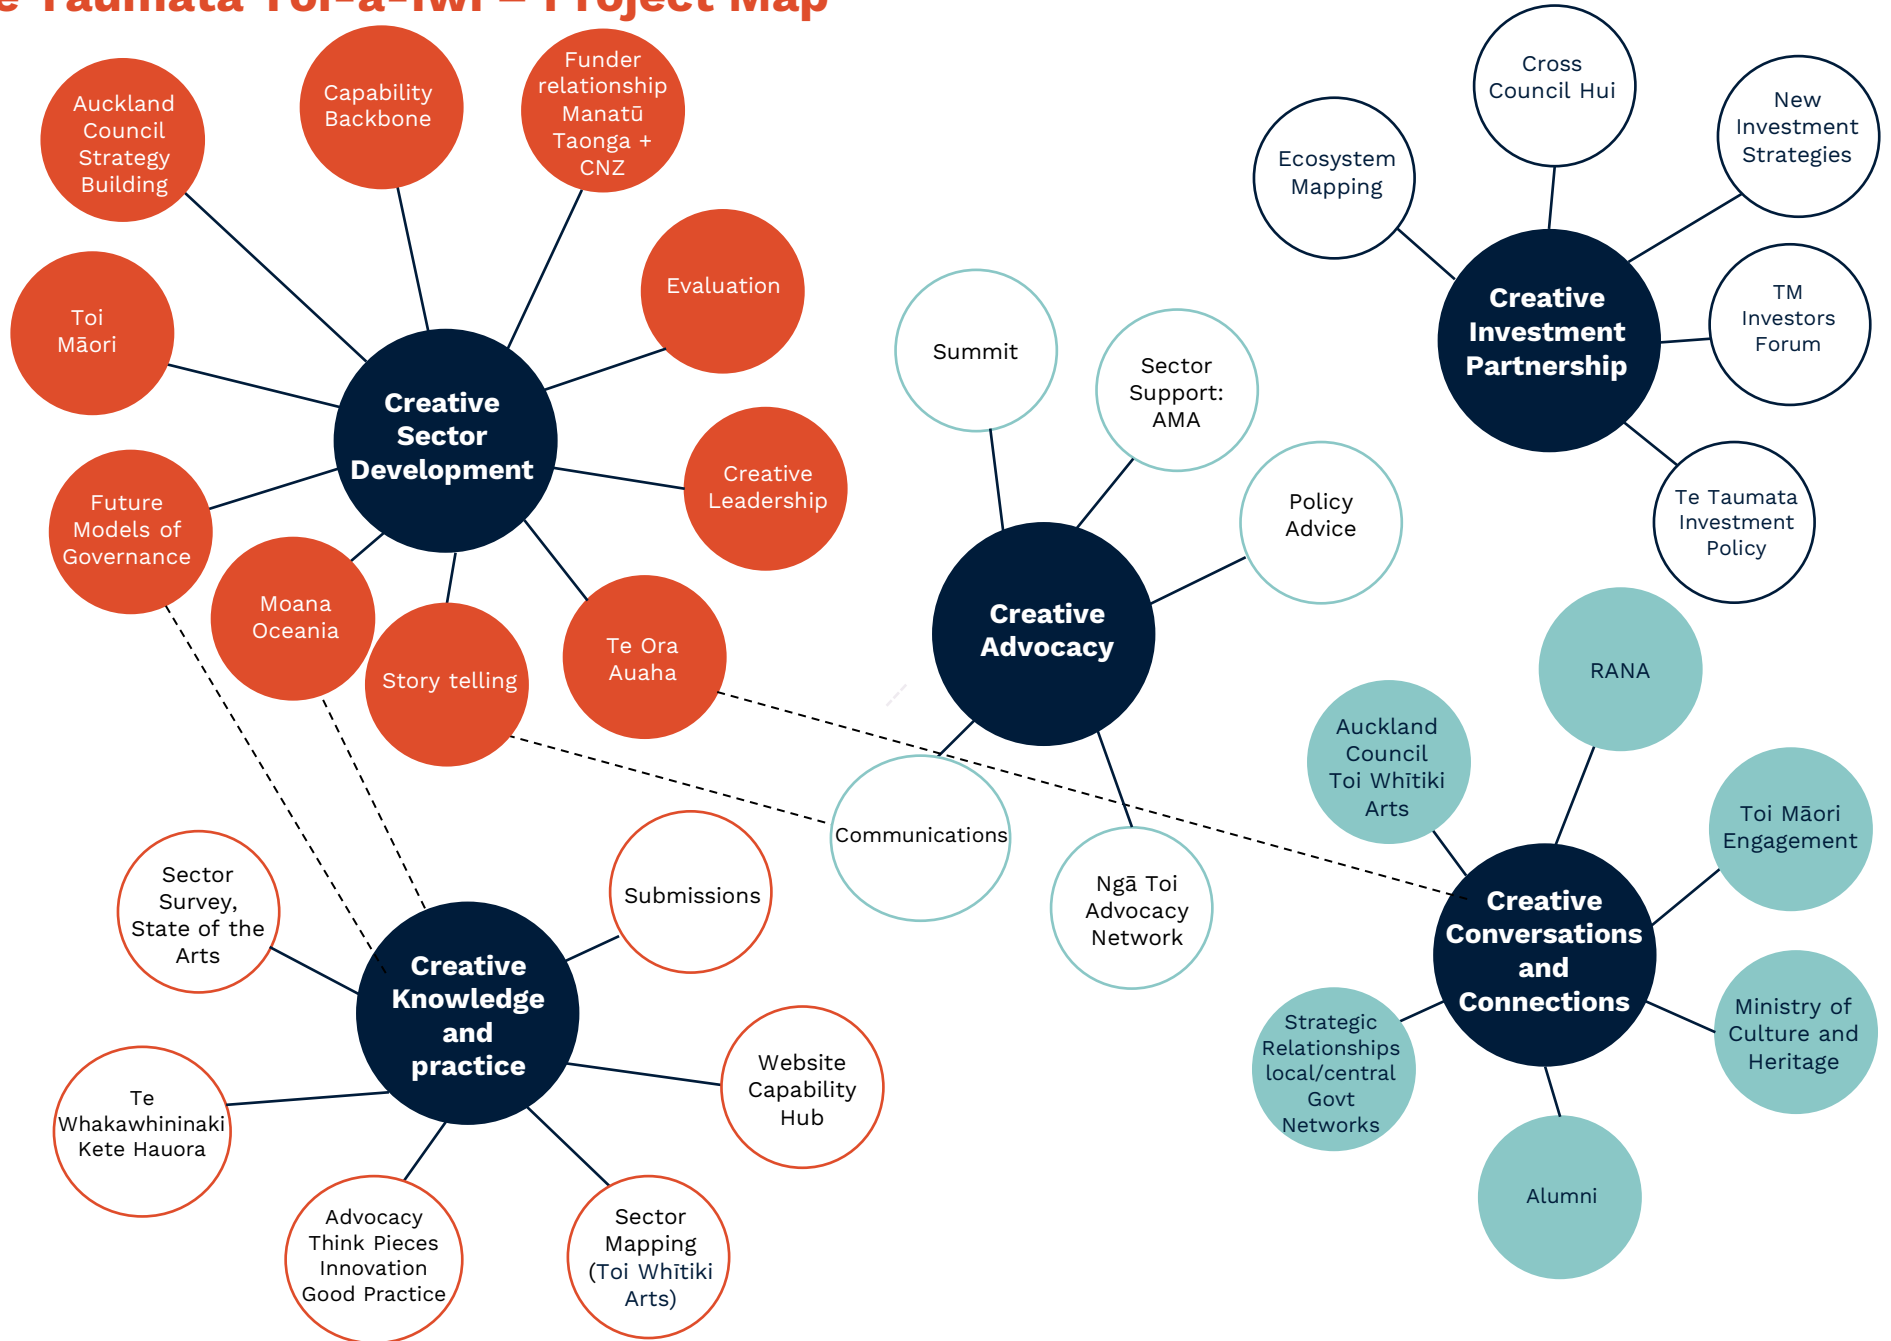 e Taumata Toi-a-Iwi – Project Map
Auckland
Council
Strategy
Building
Capability
Backbone
Funder
relationship
Manatū
Taonga +
CNZ
Evaluation
Toi
Māori
Creative
Sector
Development
Creative
Leadership
Future
Models of
Governance
Moana
Oceania
Story telling
Te Ora
Auaha
Summit
Sector
Support:
AMA
Policy
Advice
Creative
Advocacy
Communications
Ngā Toi
Advocacy
Network
Cross
Council Hui
Ecosystem
Mapping
New
Investment
Strategies
Creative
Investment
Partnership
TM
Investors
Forum
Te Taumata
Investment
Policy
RANA
Auckland
Council
Toi Whītiki
Arts
Toi Māori
Engagement
Creative
Conversations
and
Connections
Strategic
Relationships
local/central
Govt
Networks
Ministry of
Culture and
Heritage
Alumni
Sector
Survey,
State of the
Arts
Submissions
Creative
Knowledge
and
practice
Te
Whakawhininaki
Kete Hauora
Website
Capability
Hub
Advocacy
Think Pieces
Innovation
Good Practice
Sector
Mapping
(Toi Whītiki
Arts)